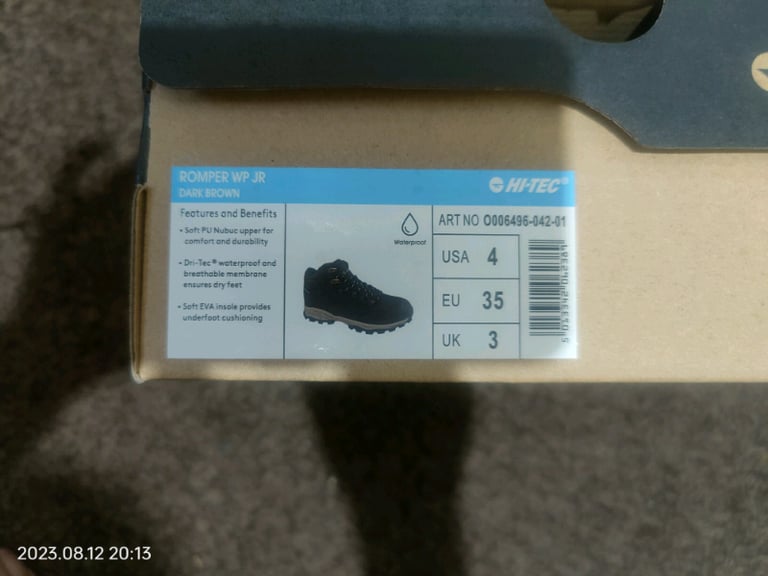 ROMPER WP JR
DARK BROWN
HI-TEC®
Features and Benefits
• Soft PU Nubuc upper for
comfort and durability
• Dri-Tec® waterproof and
breathable membrane
ensures dry feet
• Soft EVA insole provides
underfoot cushioning
Waterproof
ART NO O006496-042-01
USA 4
EU 35
UK 3
2023.08.12 20:13